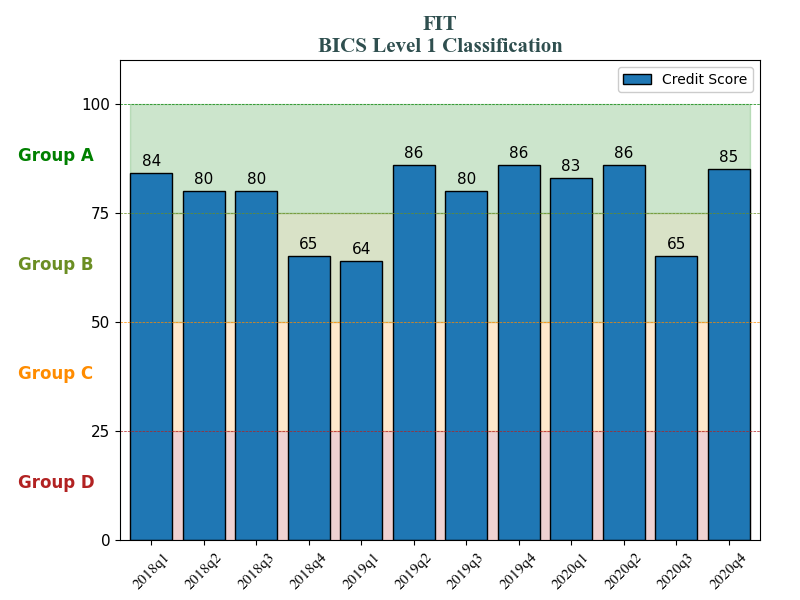 FIT
BICS Level 1 Classification
Credit Score
100
75
50
25
0
Group A
Group B
Group C
Group D
84
80
80
65
64
86
80
86
83
86
65
85
2018q1
2018q2
2018q3
2018q4
2019q1
2019q2
2019q3
2019q4
2020q1
2020q2
2020q3
2020q4